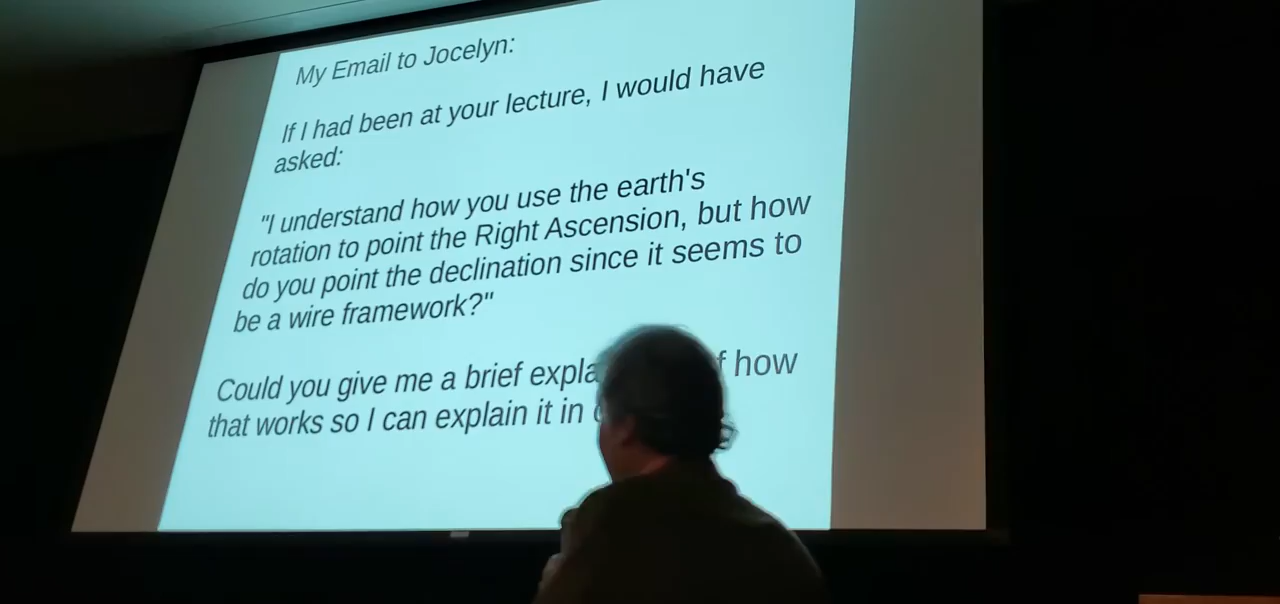 My Email to Jocelyn:
If I had been at your lecture, I would have
asked:
"I understand how you use the earth's
rotation to point the Right Ascension, but how
do you point the declination since it seems to
be a wire framework?"
Could you give me a brief how
that works so I can explain it in